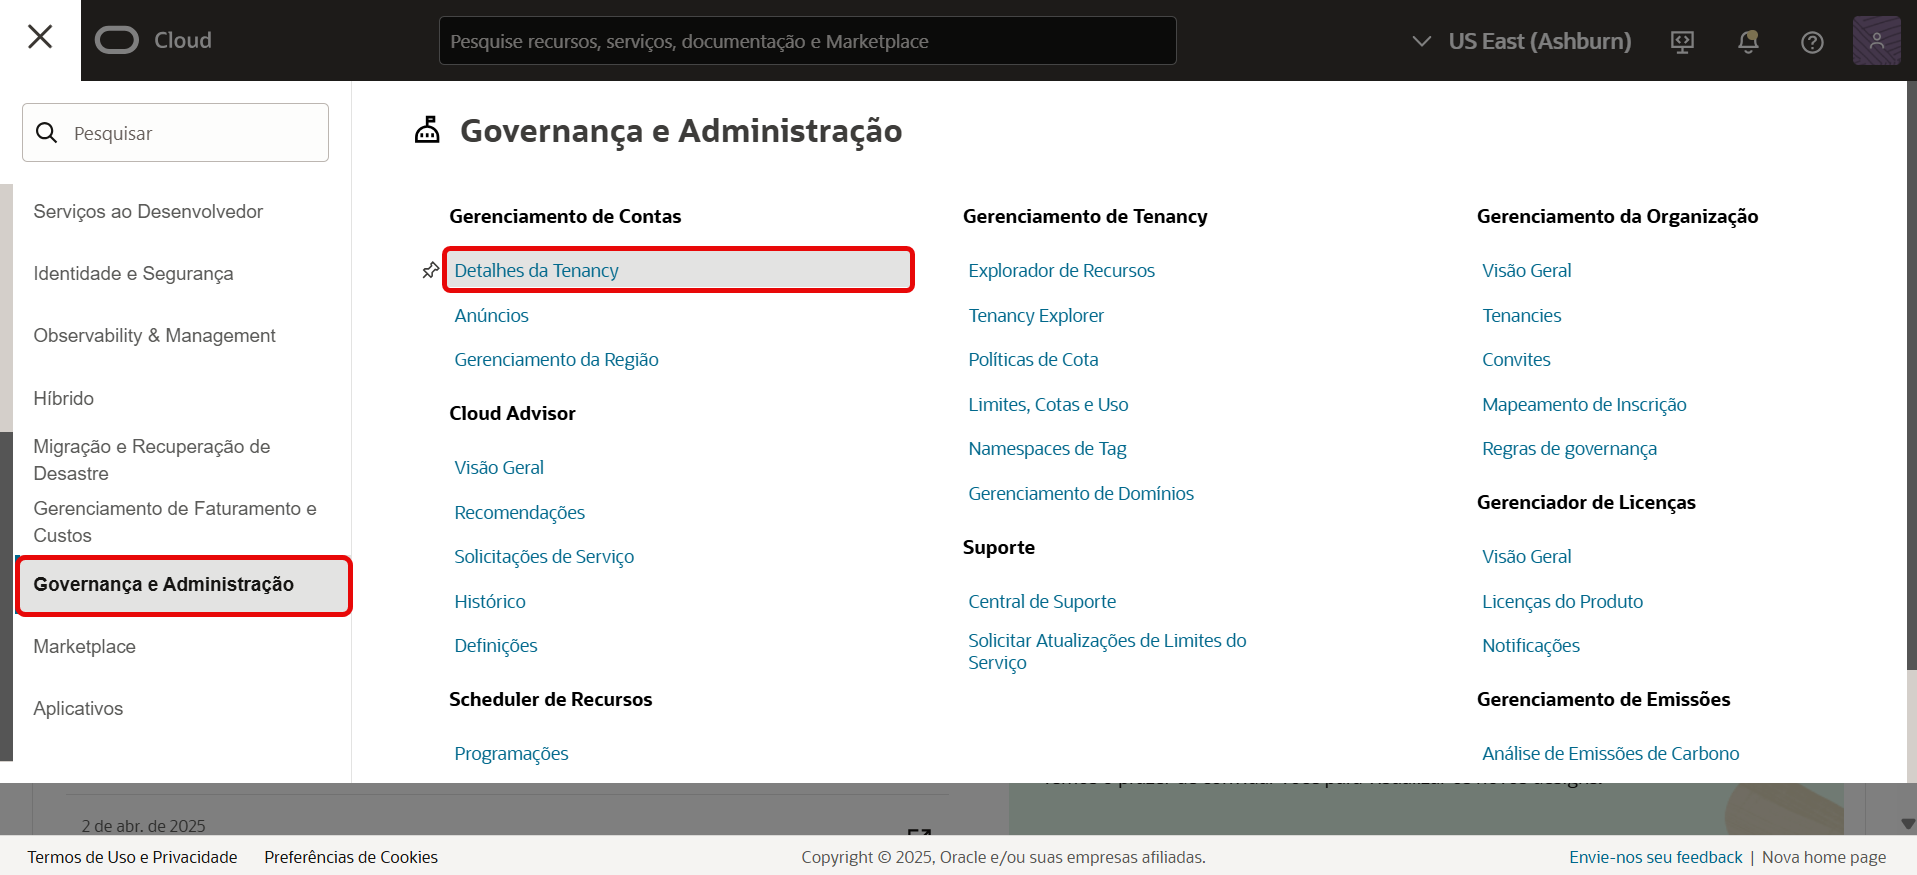 Cloud
Pesquise recursos, serviços, documentação e Marketplace
US East (Ashburn)
Pesquisar
Serviços ao Desenvolvedor
Identidade e Segurança
Observability & Management
Híbrido
Migração e Recuperação de
Desastre
Gerenciamento de Faturamento e
Custos
Governança e Administração
Marketplace
Aplicativos
Governança e Administração
Gerenciamento de Contas
Detalhes da Tenancy
Anúncios
Gerenciamento da Região
Cloud Advisor
Visão Geral
Recomendações
Solicitações de Serviço
Histórico
Definições
Scheduler de Recursos
Programações
Gerenciamento de Tenancy
Explorador de Recursos
Tenancy Explorer
Políticas de Cota
Limites, Cotas e Uso
Namespaces de Tag
Gerenciamento de Domínios
Suporte
Central de Suporte
Solicitar Atualizações de Limites do
Serviço
Gerenciamento da Organização
Visão Geral
Tenancies
Convites
Mapeamento de Inscrição
Regras de governança
Gerenciador de Licenças
Visão Geral
Licenças do Produto
Notificações
Gerenciamento de Emissões
Análise de Emissões de Carbono
2 de abr. de 2025
Termos de Uso e Privacidade
Preferências de Cookies
Copyright © 2025, Oracle e/ou suas empresas afiliadas.
Envie-nos seu feedback | Nova home page